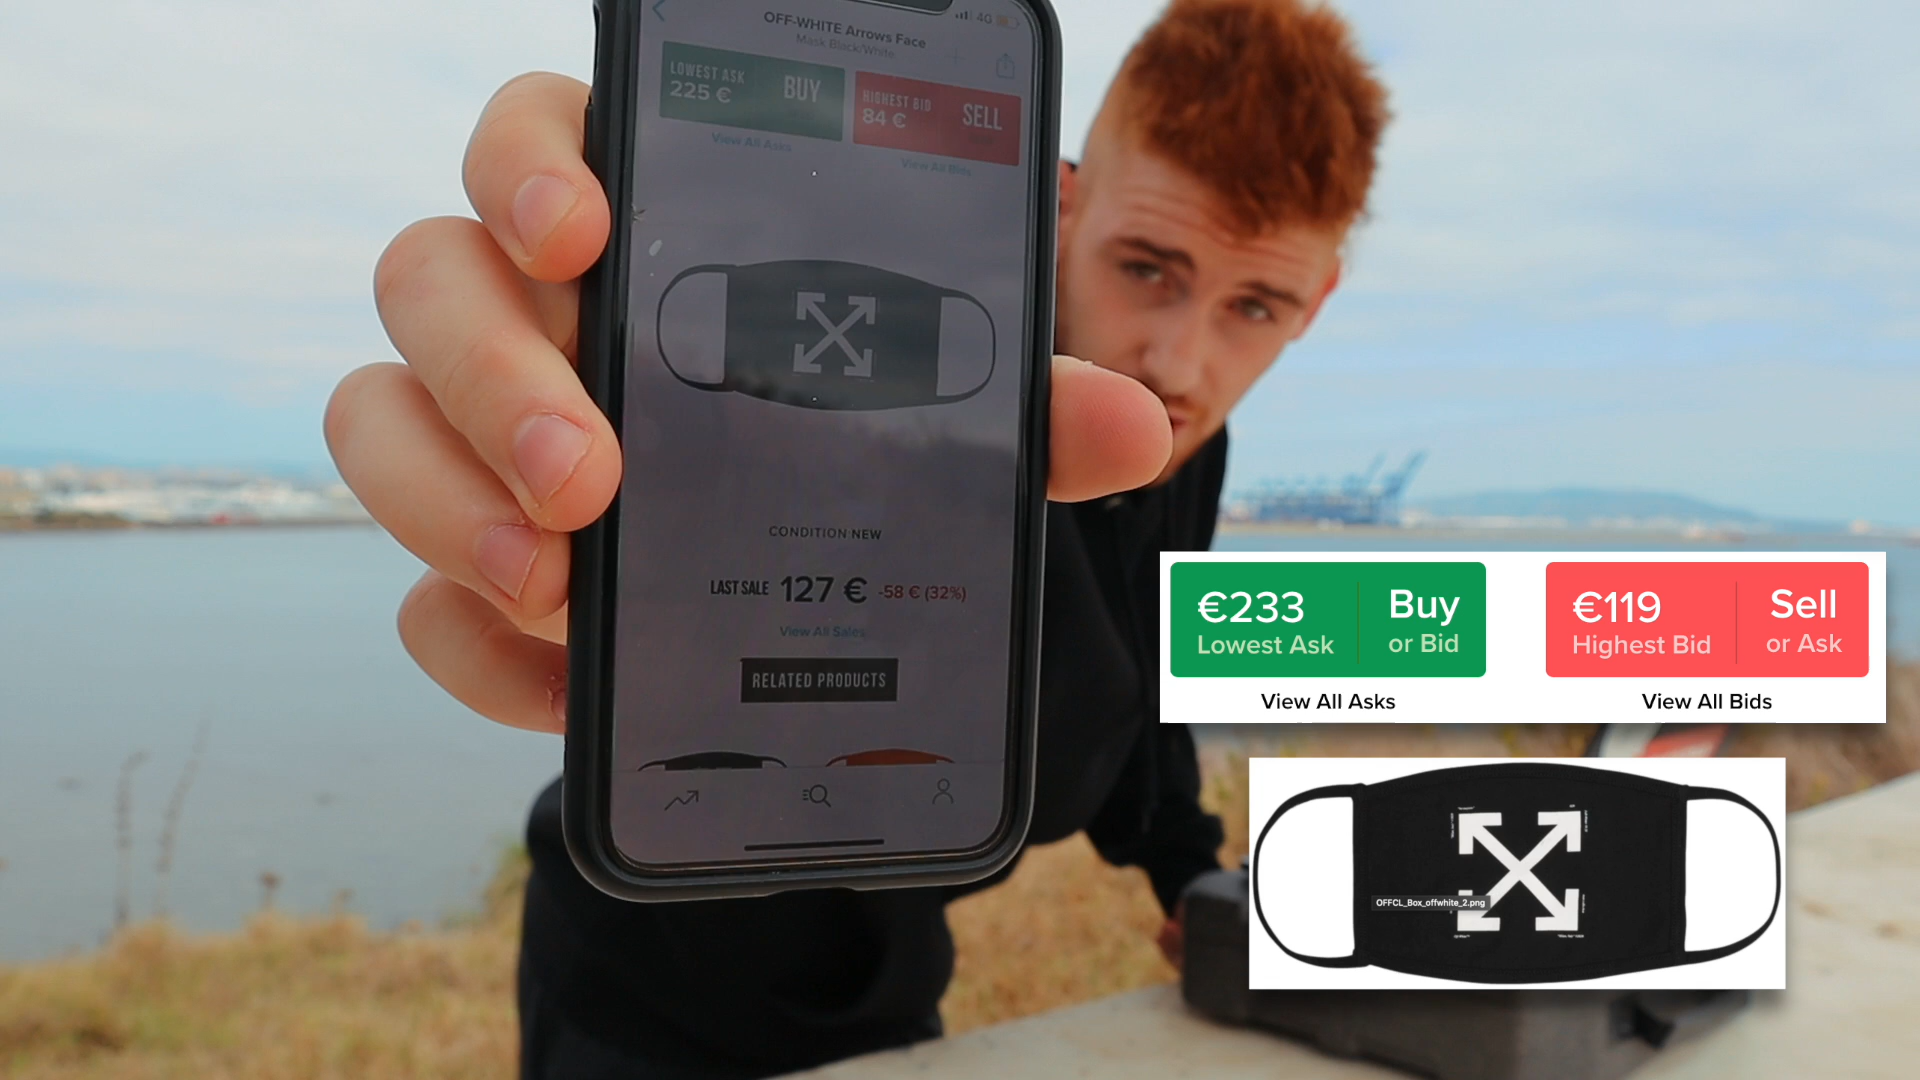 4G
OFF-WHITE Arrows Face
Mask Black/White
LOWEST ASK
225 €
BUY
HIGHEST BID
84 €
SELL
View All Asks
View All Bids
CONDITION: NEW
LAST SALE 127 € -58 € (32%)
View All Sales
RELATED PRODUCTS
€233
Lowest Ask
Buy
or Bid
€119
Highest Bid
Sell
or Ask
View All Asks
View All Bids
OFFCL_Box_offwhite_2.png